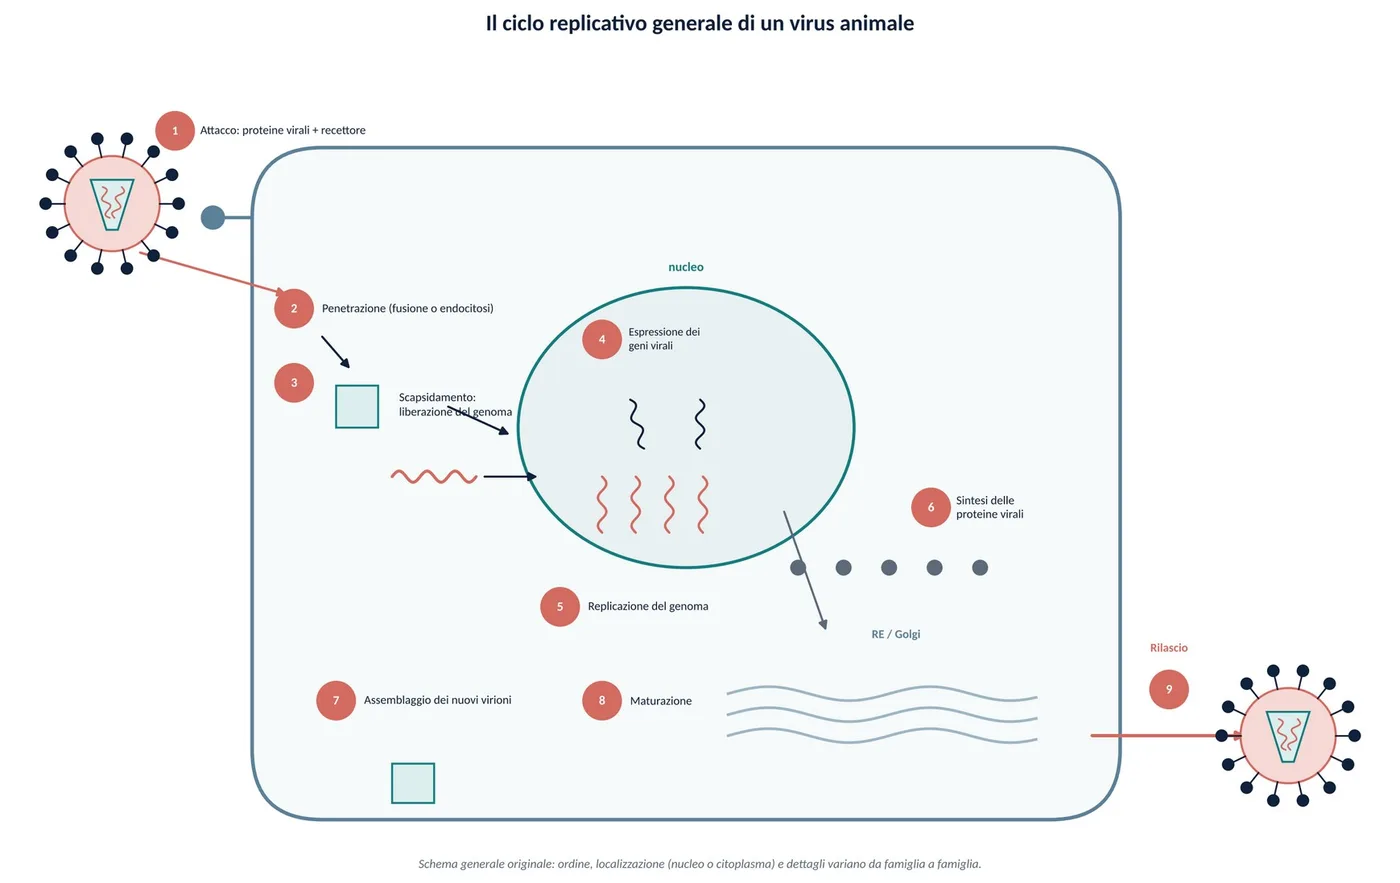 Il ciclo replicativo generale di un virus animale
1
Attacco: proteine virali + recettore
nucleo
2
Penetrazione (fusione o endocitosi)
4
Espressione dei
geni virali
3
Scapsidamento:
liberazione del genoma
6
Sintesi delle
proteine virali
5
Replicazione del genoma
RE / Golgi
Rilascio
9
7
Assemblaggio dei nuovi virioni
8
Maturazione
Schema generale originale: ordine, localizzazione (nucleo o citoplasma) e dettagli variano da famiglia a famiglia.